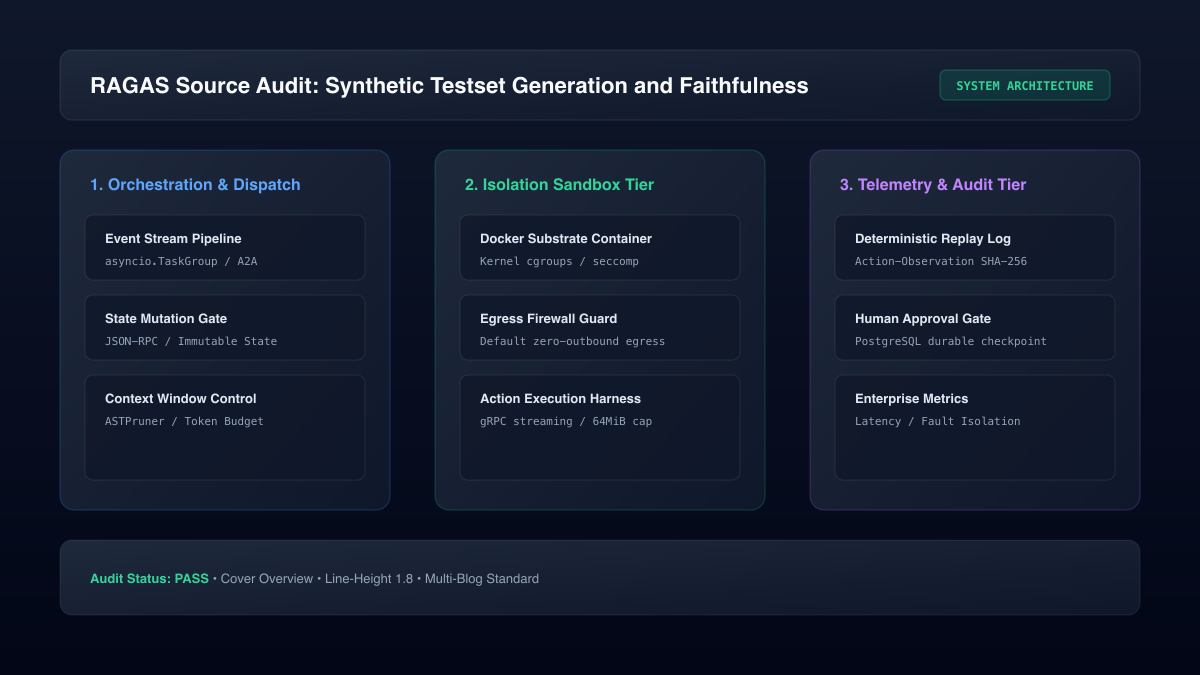 RAGAS Source Audit: Synthetic Testset Generation and Faithfulness
SYSTEM ARCHITECTURE
1. Orchestration & Dispatch
Event Stream Pipeline
asyncio.TaskGroup / A2A
State Mutation Gate
JSON–RPC / Immutable State
Context Window Control
ASTPruner / Token Budget
2. Isolation Sandbox Tier
Docker Substrate Container
Kernel cgroups / seccomp
Egress Firewall Guard
Default zero–outbound egress
Action Execution Harness
gRPC streaming / 64MiB cap
3. Telemetry & Audit Tier
Deterministic Replay Log
Action–Observation SHA–256
Human Approval Gate
PostgreSQL durable checkpoint
Enterprise Metrics
Latency / Fault Isolation
Audit Status: PASS • Cover Overview • Line-Height 1.8 • Multi-Blog Standard